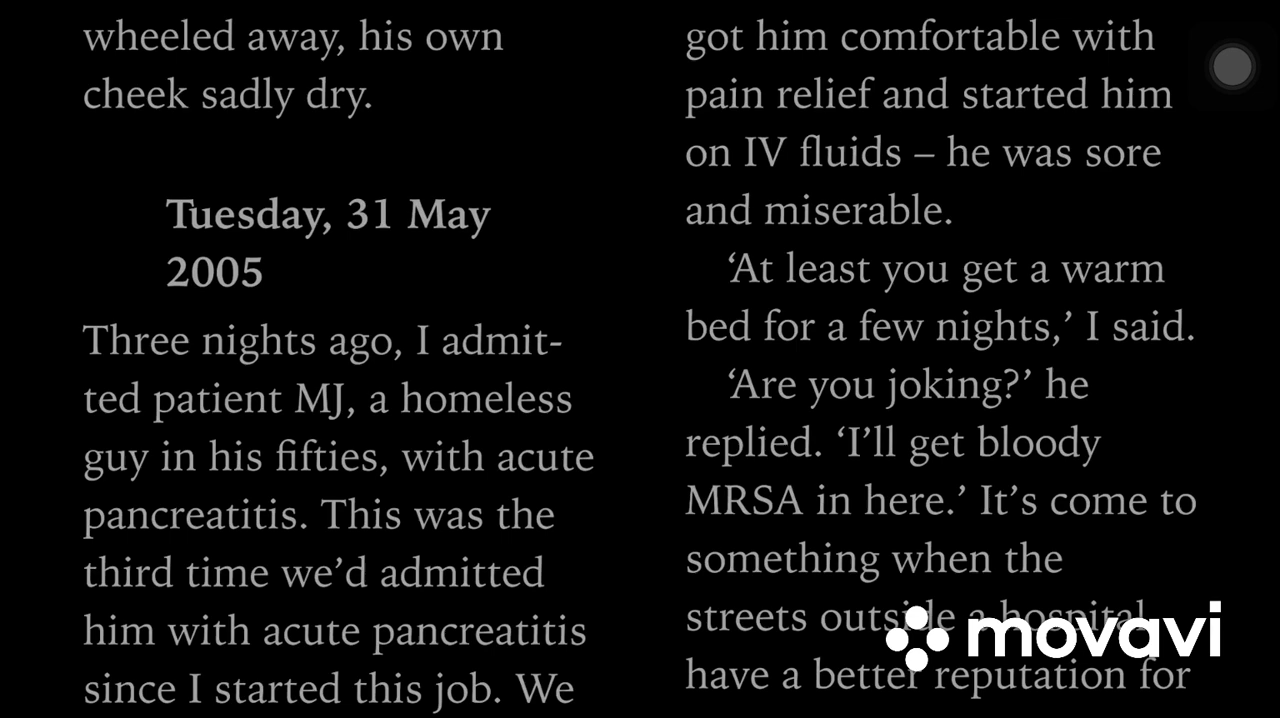 wheeled away, his own
cheek sadly dry.
Tuesday, 31 May
2005
Three nights ago, I admit-
ted patient MJ, a homeless
guy in his fifties, with acute
pancreatitis. This was the
third time we’d admitted
him with acute pancreatitis
since I started this job. We
got him comfortable with
pain relief and started him
on IV fluids – he was sore
and miserable.
‘At least you get a warm
bed for a few nights,’ I said.
‘Are you joking?’ he
replied. ‘I’ll get bloody
MRSA in here.’ It’s come to
something when the
streets outside a hospital
have a better reputation for
movavi